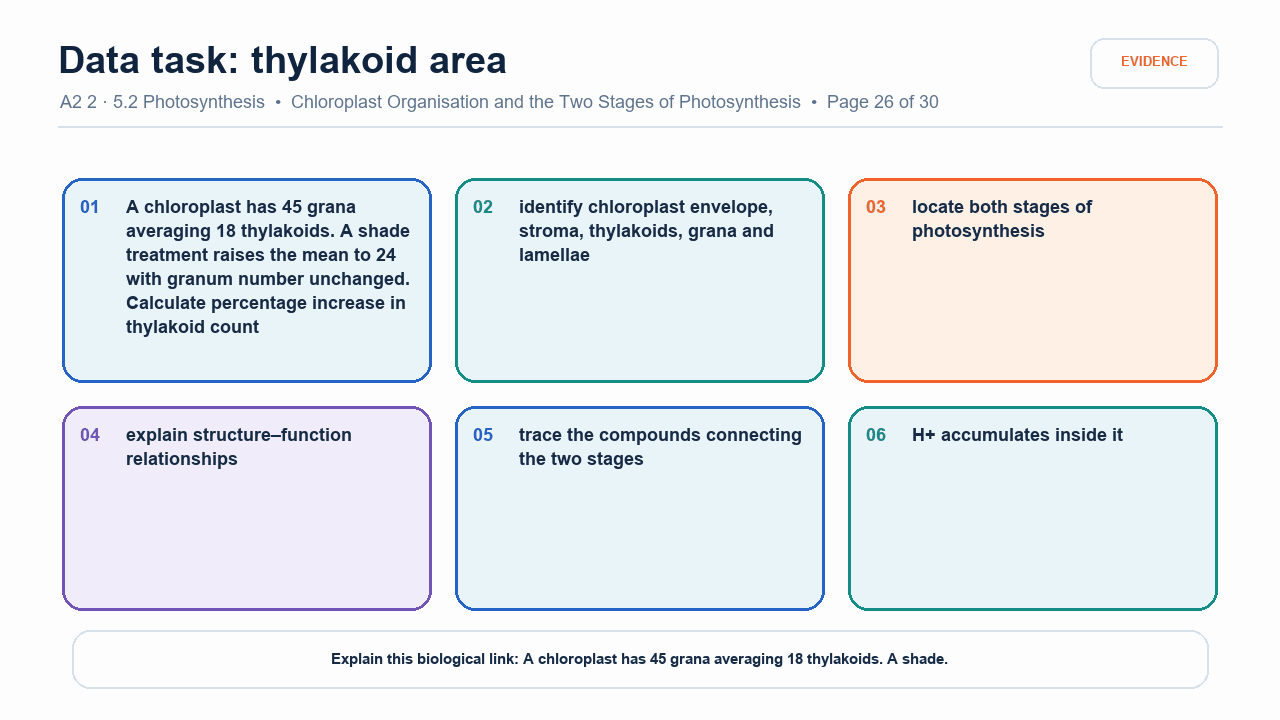 Data task: thylakoid area
EVIDENCE
A2 2 · 5.2 Photosynthesis • Chloroplast Organisation and the Two Stages of Photosynthesis • Page 26 of 30
01 A chloroplast has 45 grana
averaging 18 thylakoids. A shade
treatment raises the mean to 24
with granum number unchanged.
Calculate percentage increase in
thylakoid count
02 identify chloroplast envelope,
stroma, thylakoids, grana and
lamellae
03 locate both stages of
photosynthesis
04 explain structure–function
relationships
05 trace the compounds connecting
the two stages
06 H+ accumulates inside it
Explain this biological link: A chloroplast has 45 grana averaging 18 thylakoids. A shade.